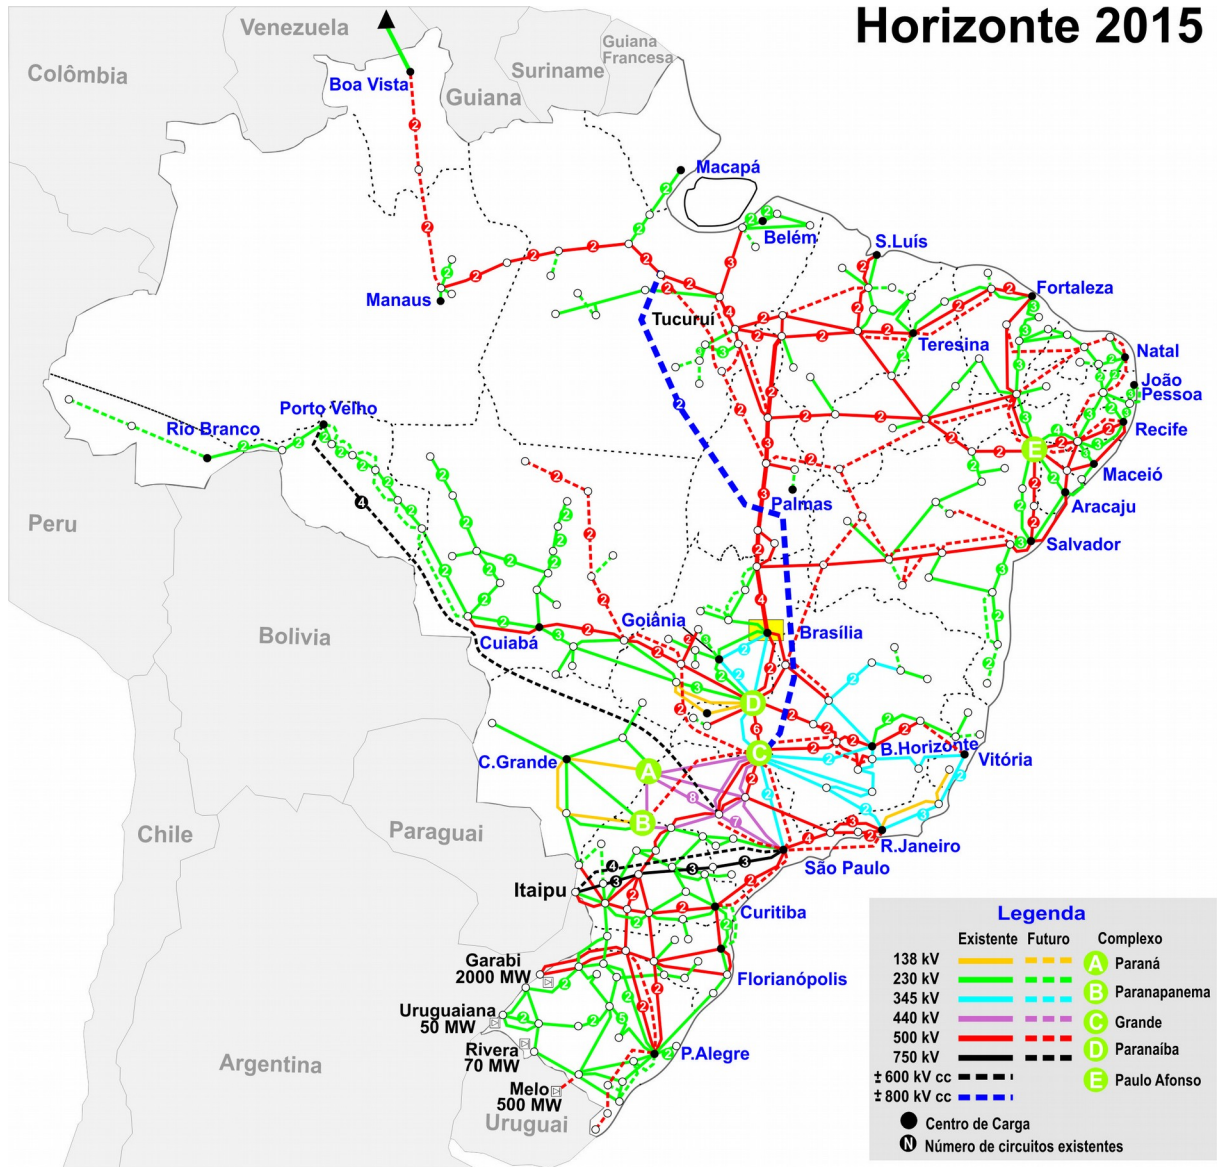 Horizonte 2015
Venezuela
Guiana
Francesa
Colômbia
Suriname
Boa Vista
Guiana
Macapá
Belém
S.Luís
Manaus
Fortaleza
Tucuruí
Teresina
Natal
João
Pessoa
Porto Velho
Rio Branco
Recife
Maceió
Palmas
Aracaju
Peru
Salvador
Goiânia
Brasília
Bolivia
Cuiabá
D
B.Horizonte
C
Vitória
C.Grande
A
B
E
Chile
Paraguai
R.Janeiro
São Paulo
Itaipu
Curitiba
Garabi
2000 MW
Florianópolis
Uruguaiana
50 MW
Rivera
70 MW
P.Alegre
Argentina
Melo
500 MW
Uruguai
Legenda
Existente Futuro Complexo
138 kV A Paraná
230 kV
345 kV B Paranapanema
440 kV C Grande
500 kV
750 kV D Paranaíba
± 600 kV cc E Paulo Afonso
± 800 kV cc
Centro de Carga
N Número de circuitos existentes